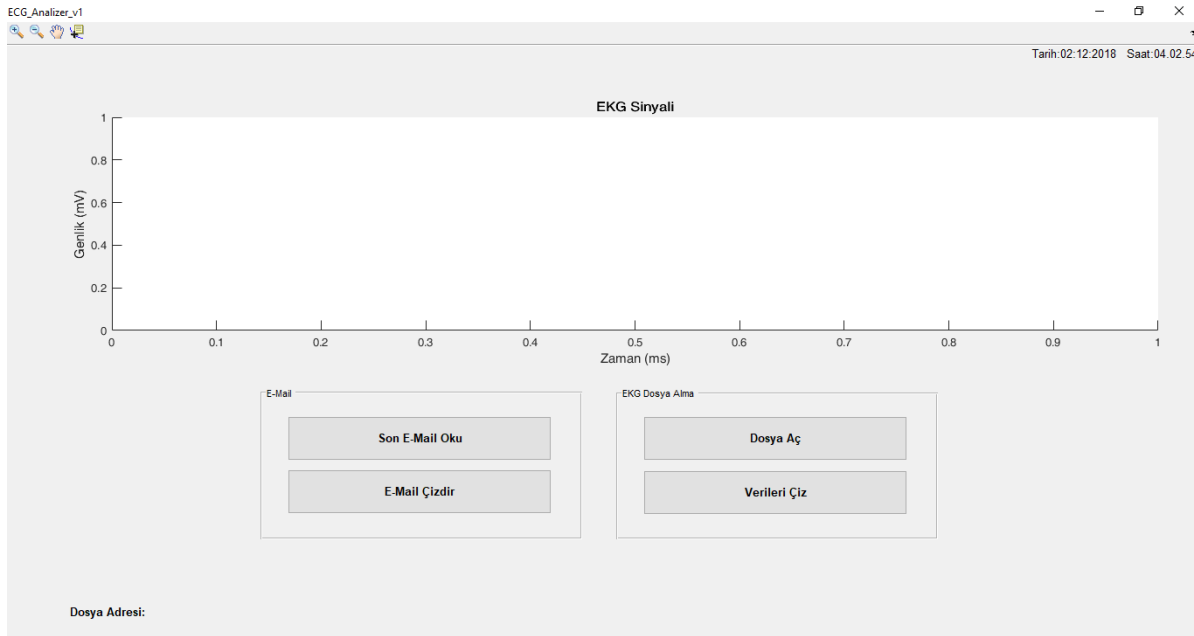 ECG_Analizer_v1
Tarih:02:12:2018 Saat:04.02.54
EKG Sinyali
1
0.8
0.6
0.4
0.2
0
Genlik (mV)
0 0.1 0.2 0.3 0.4 0.5 0.6 0.7 0.8 0.9 1
Zaman (ms)
E-Mail
Son E-Mail Oku
E-Mail Çizdir
EKG Dosya Alma
Dosya Aç
Verileri Çiz
Dosya Adresi: